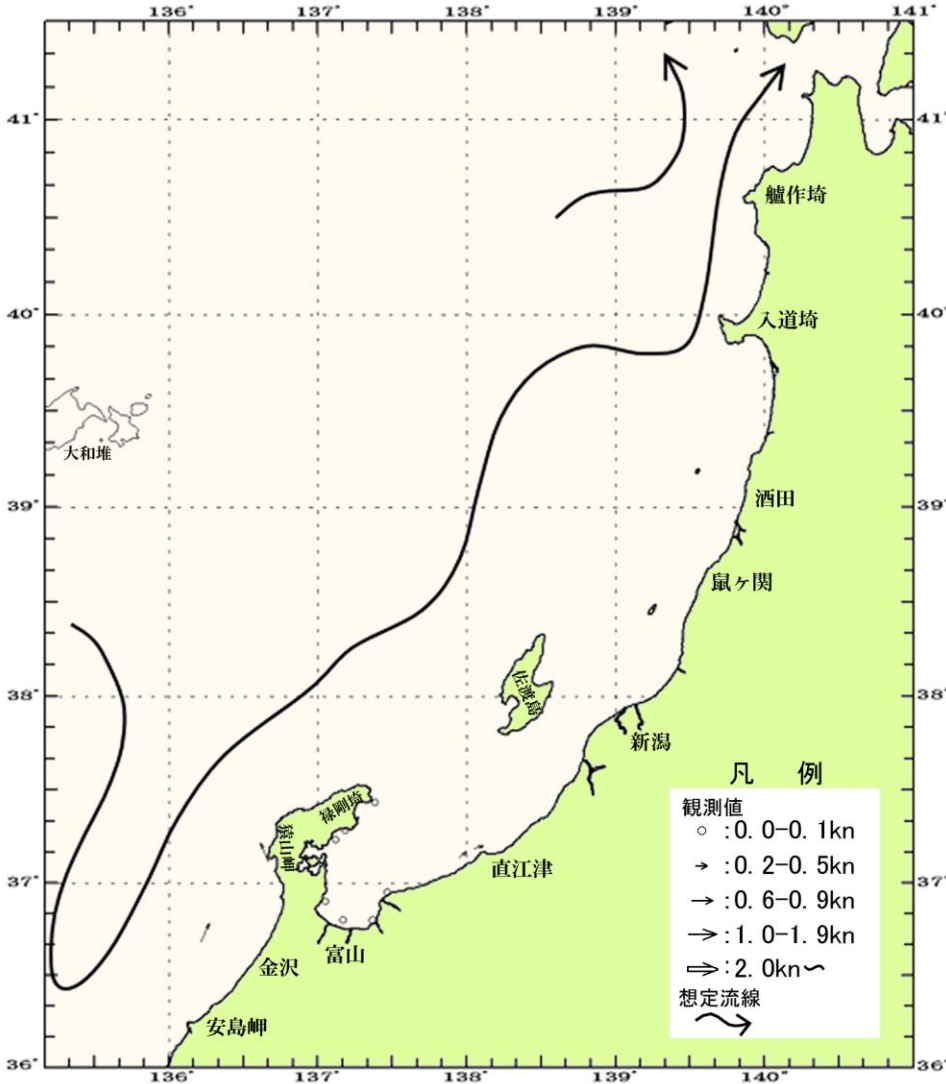 136° 137° 138° 139° 140° 141°
41° 41°
艫作埼
40° 入道埼 40°
大和堆
39° 酒田 39°
鼠ヶ関
38° 佐渡島 38°
新潟
凡 例
観測値
○ :0.0-0.1kn
→ :0.2-0.5kn
→ :0.6-0.9kn
→ :1.0-1.9kn
⇒ :2.0kn~
想定流線
禄剛埼
猿山岬
37° 直江津 37°
富山
金沢
安島岬
36° 36°
136° 137° 138° 139° 140° 141°